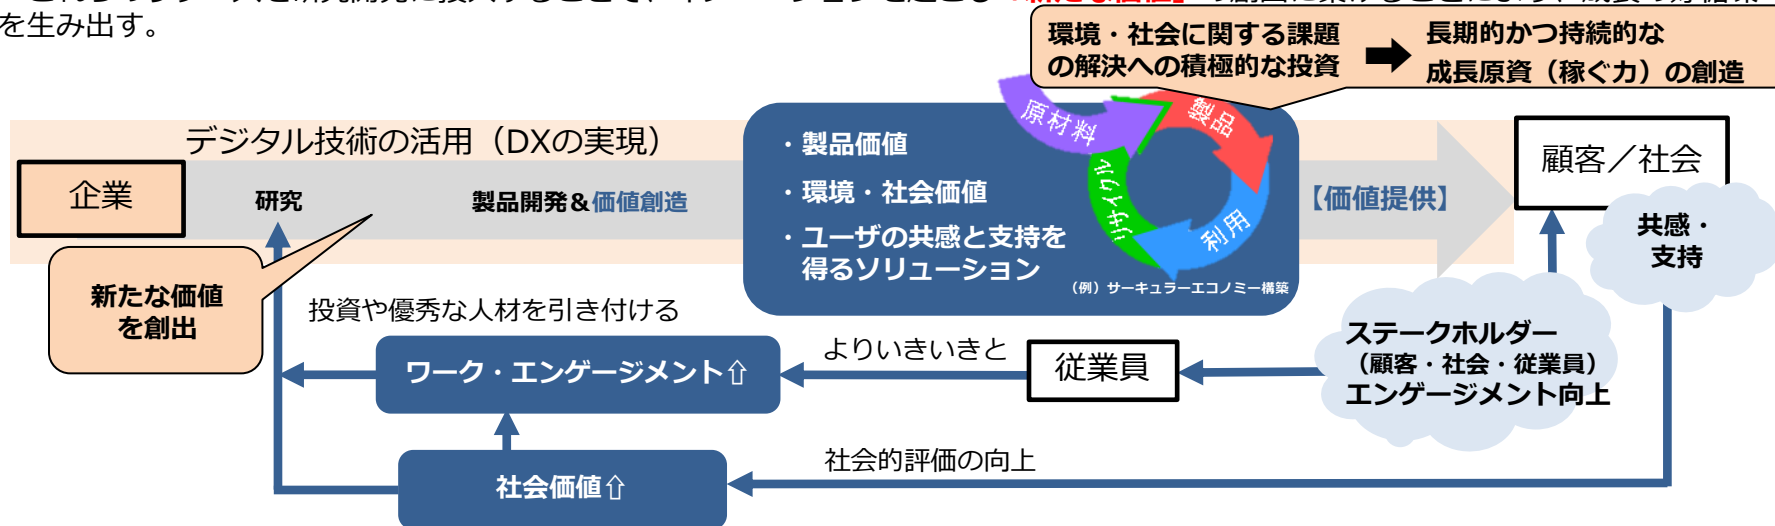 を生み出す。
環境・社会に関する課題
の解決への積極的な投資
長期的かつ持続的な
成長原資（稼ぐ力）の創造
デジタル技術の活用（DXの実現）
企業
研究
製品開発＆価値創造
・製品価値
・環境・社会価値
・ユーザの共感と支持を
得るソリューション
原材料
製品
利用
リサイクル
（例）サーキュラーエコノミー構築
【価値提供】
顧客／社会
共感・
支持
新たな価値
を創出
投資や優秀な人材を引き付ける
ワーク・エンゲージメント⇧
よりいきいきと
従業員
ステークホルダー
（顧客・社会・従業員）
エンゲージメント向上
社会価値⇧
社会的評価の向上